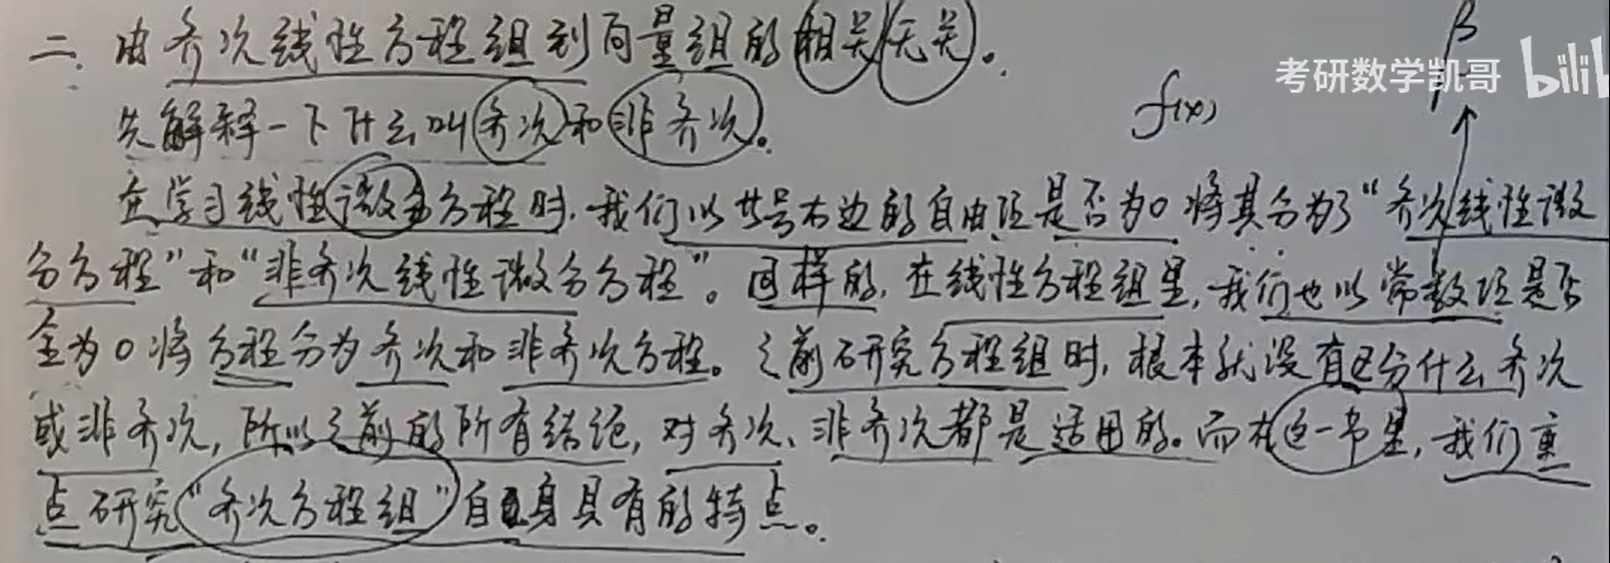 二、由齐次线性方程组到向量组的相关/无关。
β
考研数学凯哥 bilib
先解释一下什么叫齐次和非齐次。
f(x)
在学习线性微分方程时,我们以等号右边的自由项是否为0将其分为了“齐次线性微
分方程”和“非齐次线性微分方程”。同样的,在线性方程组里,我们也以常数项是否
全为0将方程分为齐次和非齐次方程。之前研究方程组时,根本就没有区分什么齐次
或非齐次,所以之前的所有结论,对齐次、非齐次都是适用的。而在这一节里,我们重
点研究“齐次方程组”自身具有的特点。